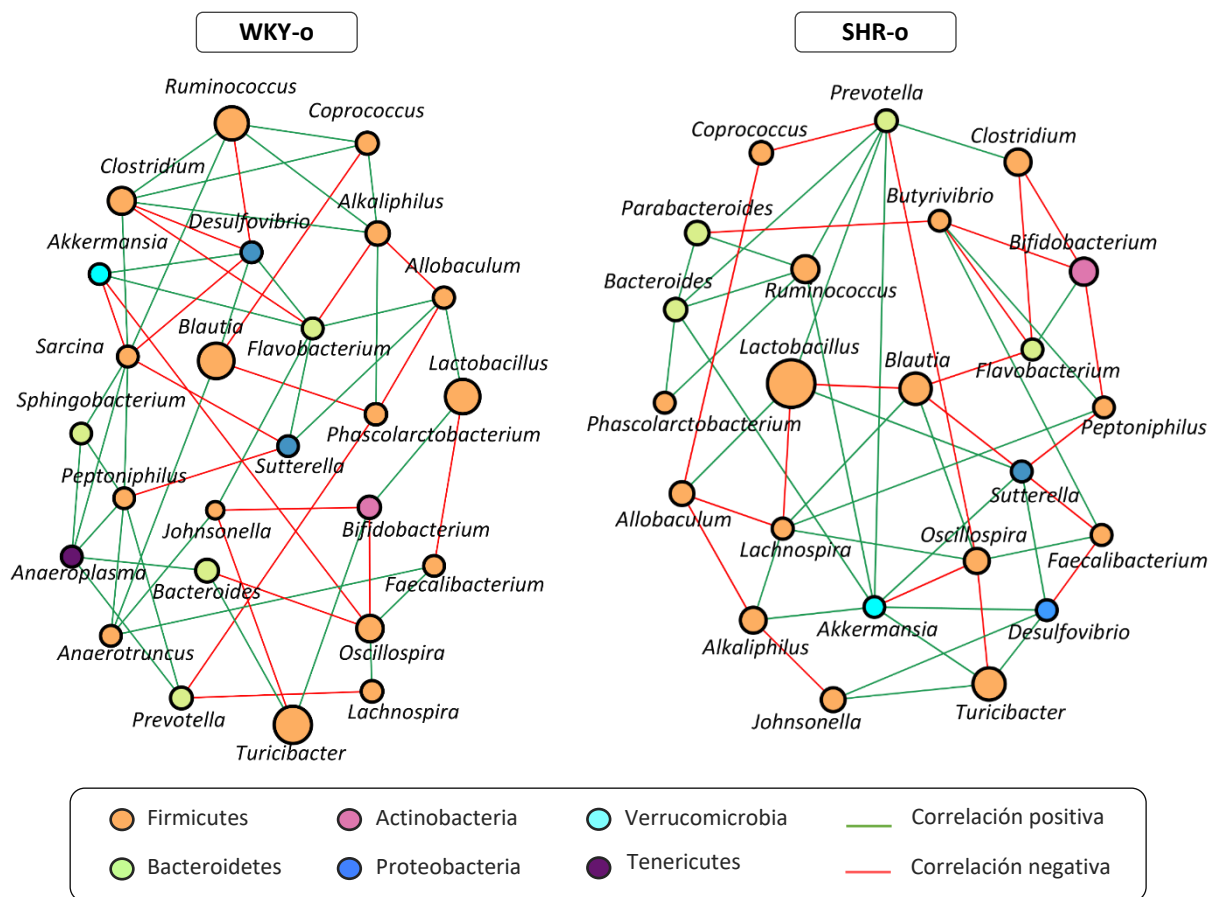 WKY-o
Ruminococcus
Coprococcus
Clostridium
Alkaliphilus
Desulfovibrio
Akkermansia
Allobaculum
Blautia
Flavobacterium
Sarcina
Lactobacillus
Sphingobacterium
Phascolarctobacterium
Sutterella
Peptoniphilus
Johnsonella
Bifidobacterium
Anaeroplasma
Bacteroides
Faecalibacterium
Anaerotruncus
Oscillospira
Prevotella
Lachnospira
Turicibacter
SHR-o
Prevotella
Coprococcus
Clostridium
Butyrivibrio
Parabacteroides
Bifidobacterium
Bacteroides
Ruminococcus
Lactobacillus
Blautia
Flavobacterium
Phascolarctobacterium
Peptoniphilus
Sutterella
Allobaculum
Lachnospira
Oscillospira
Faecalibacterium
Alkaliphilus
Akkermansia
Desulfovibrio
Johnsonella
Turicibacter
Firmicutes
Actinobacteria
Verrucomicrobia
Correlación positiva
Bacteroidetes
Proteobacteria
Tenericutes
Correlación negativa